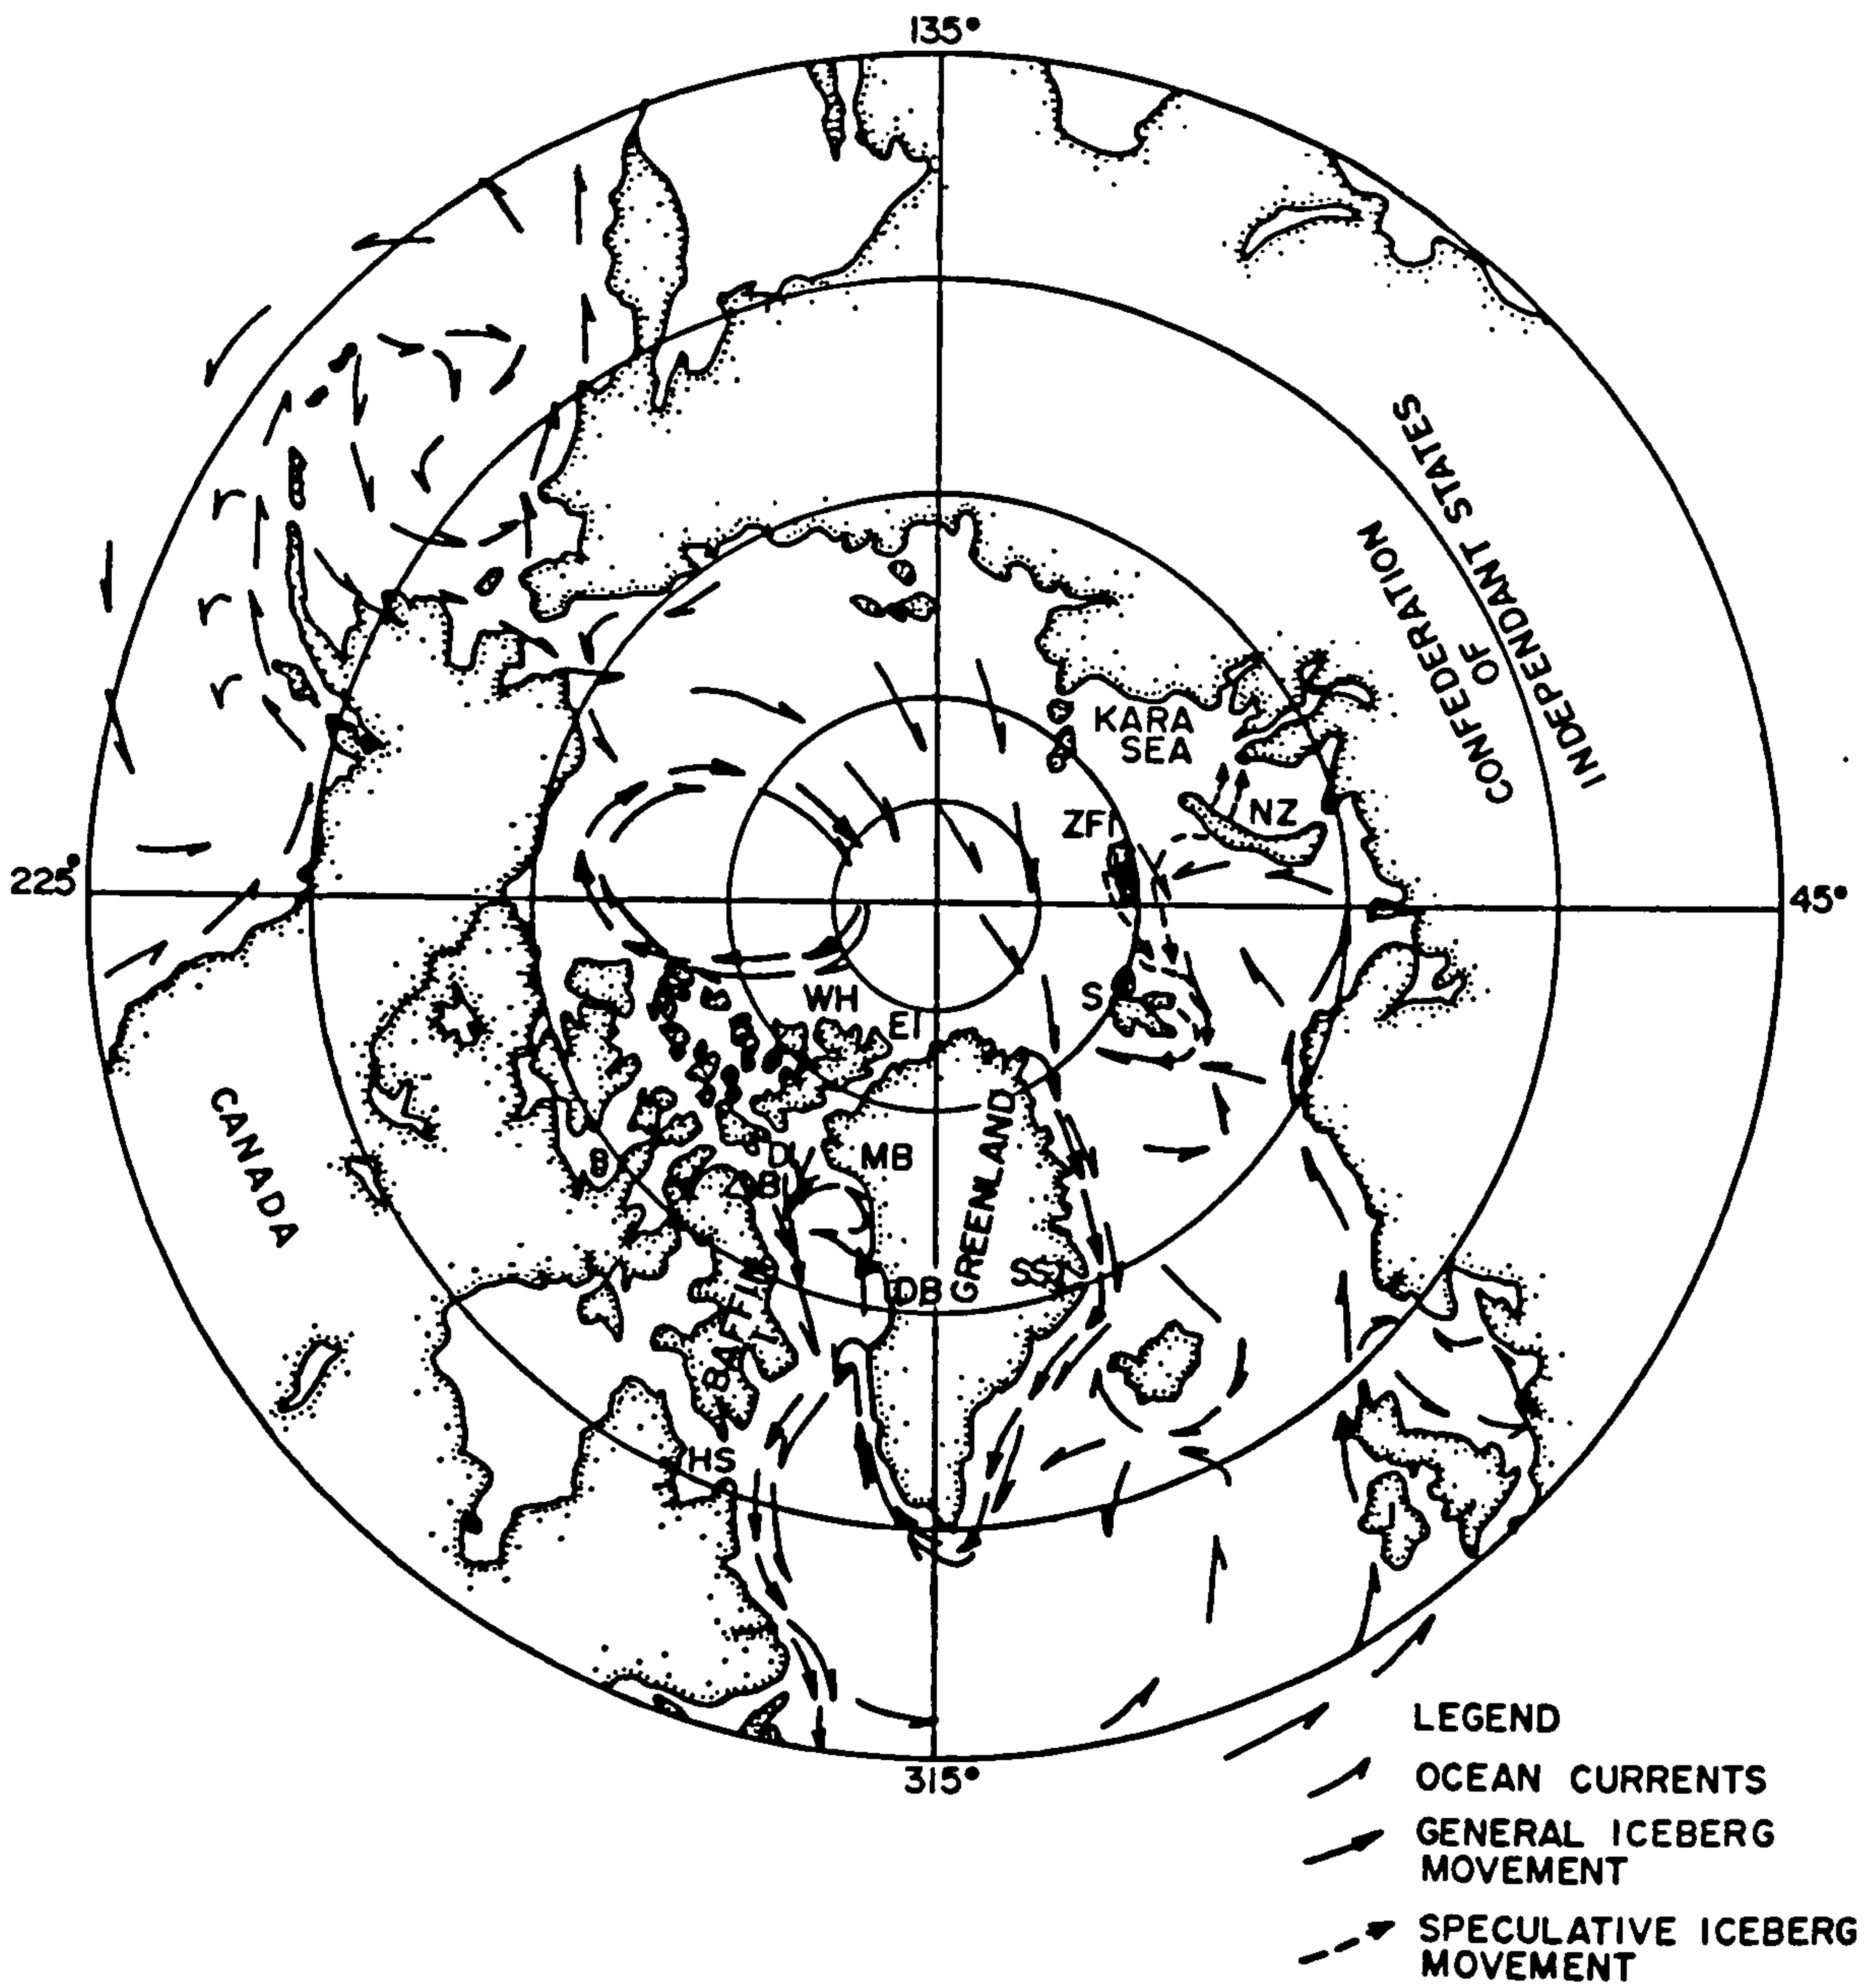 135°
CONFEDERATION
OF
INDEPENDANT STATES
KARA
SEA
ZFI
NZ
225°
45°
WH
EI
S
CANADA
GREENLAND
MB
DI
B
DB
SS
BAFFIN
I
HS
315°
LEGEND
OCEAN CURRENTS
GENERAL ICEBERG
MOVEMENT
SPECULATIVE ICEBERG
MOVEMENT